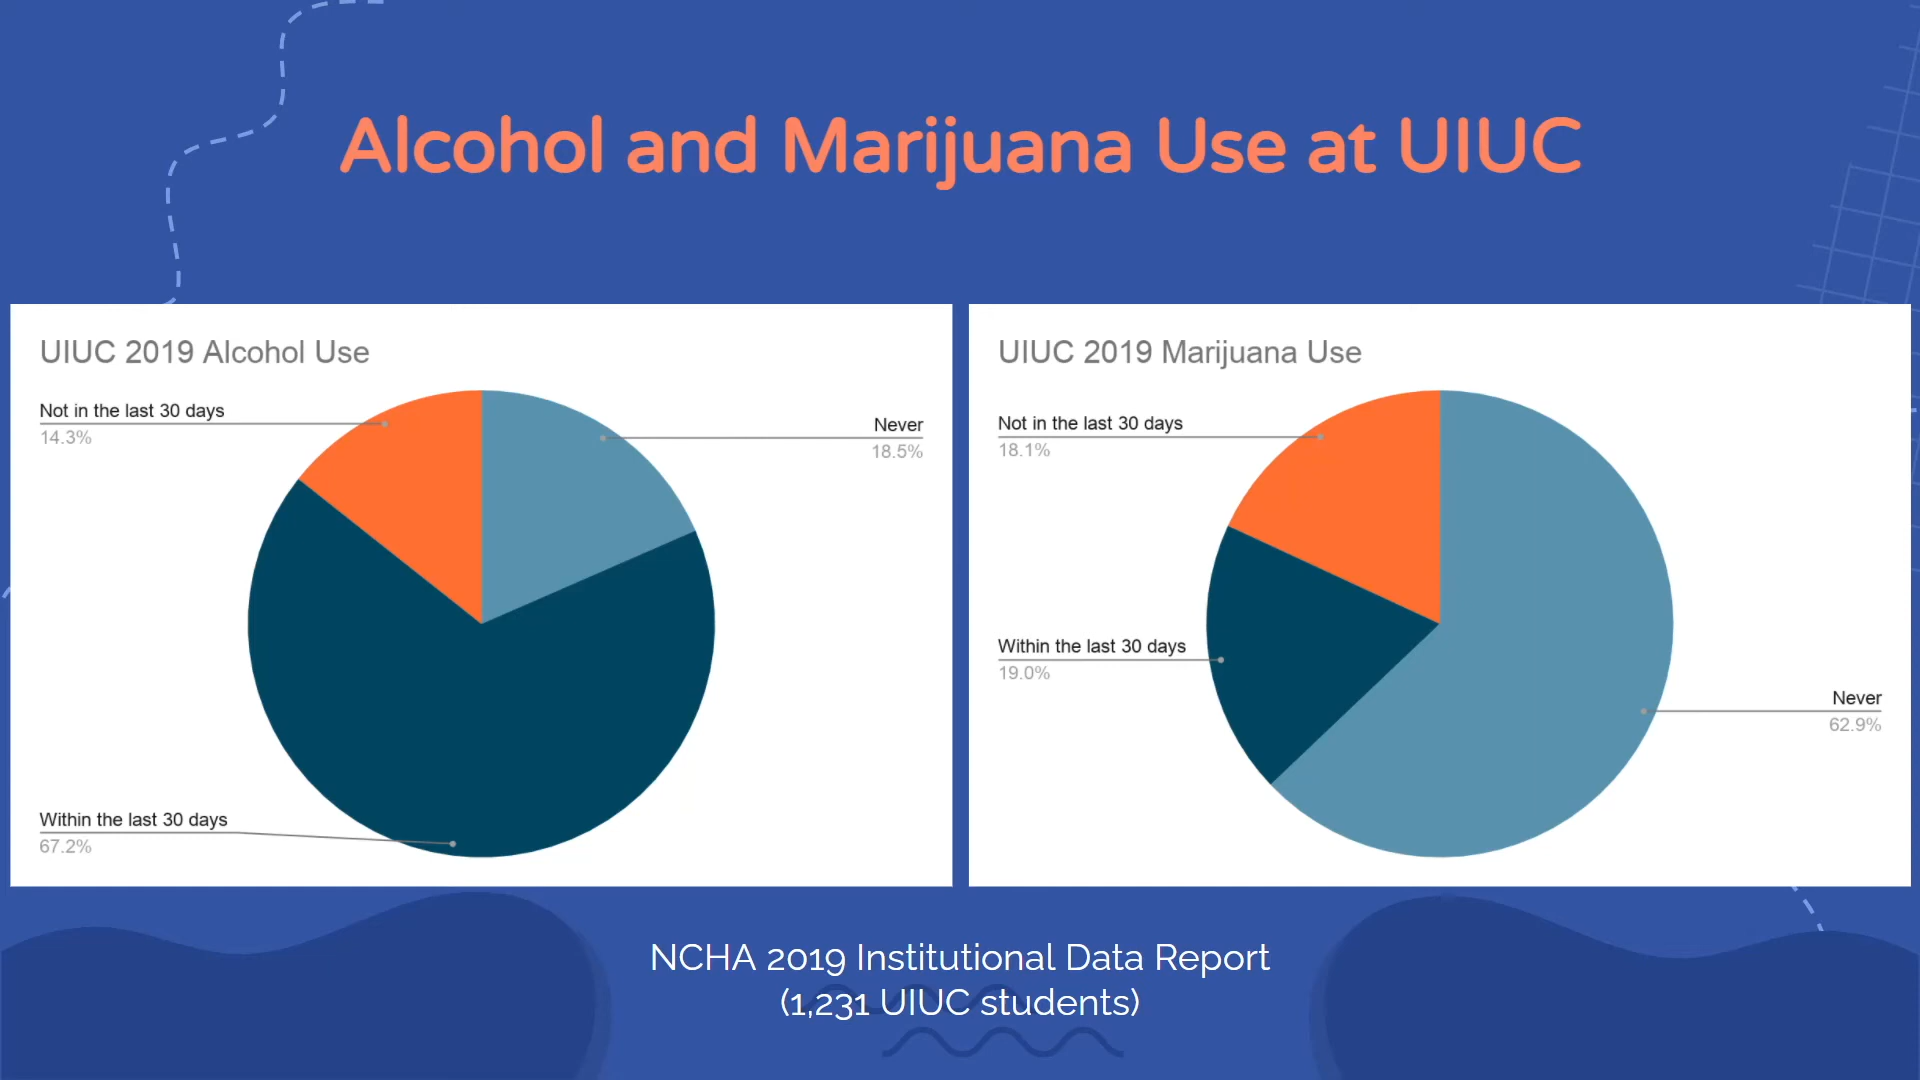 Alcohol and Marijuana Use at UIUC
UIUC 2019 Alcohol Use
Not in the last 30 days
14.3%
Never
18.5%
Within the last 30 days
67.2%
UIUC 2019 Marijuana Use
Not in the last 30 days
18.1%
Within the last 30 days
19.0%
Never
62.9%
NCHA 2019 Institutional Data Report
(1,231 UIUC students)